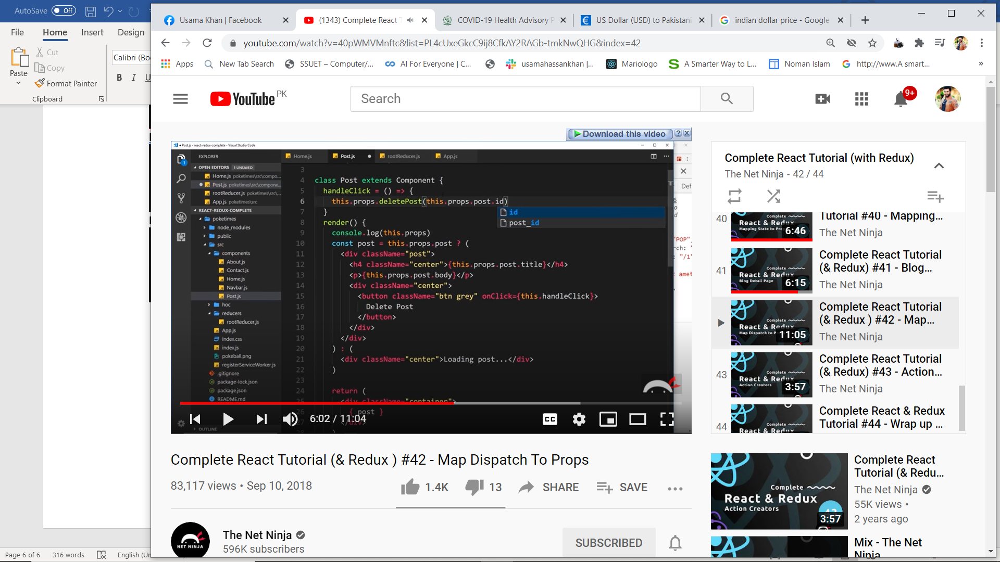 AutoSave Off
File Home Insert Design
Paste
Cut
Copy
Format Painter
Clipboard
Calibri (Bo
B I U
Usama Khan | Facebook
(1343) Complete React T
COVID-19 Health Advisory P
US Dollar (USD) to Pakistani
indian dollar price - Google
youtube.com/watch?v=40pWMVMnftc&list=PL4cUxeGkcC9ij8CfkAY2RAGb-tmkNwQHG&index=42
Apps
New Tab Search
SSUET – Computer/...
AI For Everyone | C...
usamahassankhan |...
Mariologo
A Smarter Way to L...
Noman Islam
http://www.A smart...
»
YouTube PK
Search
9+
Download this video
Post.js - react-redux-complete - Visual Studio Code
EXPLORER
OPEN EDITORS 1 UNSAVED
Home.js poketimes\src\compo...
Post.js poketimes\src\compone...
rootReducer.js poketimes\src\...
App.js poketimes\src
REACT-REDUX-COMPLETE
poketimes
node_modules
public
src
components
About.js
Contact.js
Home.js
Navbar.js
Post.js
hoc
reducers
rootReducer.js
App.js
index.css
index.js
pokeball.png
registerServiceWorker.js
.gitignore
package-lock.json
package.json
README.md
OUTLINE
Home.js Post.js rootReducer.js App.js
3
4 class Post extends Component {
5 handleClick = () => {
6 this.props.deletePost(this.props.post.id)
id
post_id
7 }
8 render() {
9 console.log(this.props)
10 const post = this.props.post ? (
11 <div className="post">
12 <h4 className="center">{this.props.post.title}</h4>
13 <p>{this.props.post.body}</p>
14 <div className="center">
15 <button className="btn grey" onClick={this.handleClick}>
16 Delete Post
17 </button>
18 </div>
19 </div>
20 ) : (
21 <div className="center">Loading post...</div>
22 )
23
24 return (
25 <div className="container">
26 { post }
27 </div>
28 )
Def
"POP"
rch:
"/1"
amet
6:02 / 11:04
CC
Complete React Tutorial (with Redux)
The Net Ninja - 42 / 44
40
Complete
React & Redux
Mapping State to Pro
6:46
Tutorial #40 - Mapping...
The Net Ninja
41
Complete
React & Redux
Blog Detail Page
6:15
Complete React Tutorial
(& Redux) #41 - Blog...
The Net Ninja
Complete
React & Redux
Map Dispatch to P
11:05
Complete React Tutorial
(& Redux ) #42 - Map...
The Net Ninja
43
Complete
React & Redux
Action Creators
3:57
Complete React Tutorial
(& Redux) #43 - Action...
The Net Ninja
44
Complete
React & Redux
Complete React & Redux
Tutorial #44 - Wrap up ...
Complete React Tutorial (& Redux ) #42 - Map Dispatch To Props
83,117 views • Sep 10, 2018
1.4K 13 SHARE SAVE
NET NINJA
The Net Ninja
596K subscribers
SUBSCRIBED
Complete
React & Redux
Action Creators
43
3:57
Complete React
Tutorial (& Redu...
The Net Ninja
55K views •
2 years ago
Mix - The Net
Ninja
Page 6 of 6 316 words English (Un